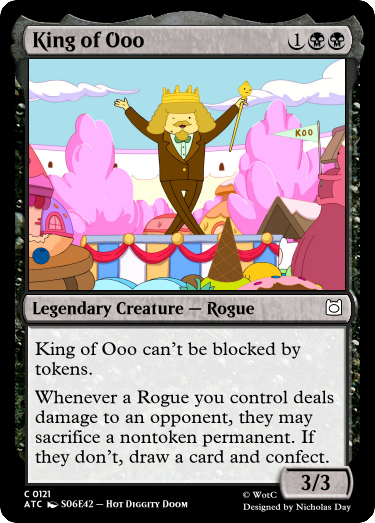 King of Ooo 1
KOO
Legendary Creature — Rogue
King of Ooo can't be blocked by
tokens.
Whenever a Rogue you control deals
damage to an opponent, they may
sacrifice a nontoken permanent. If
they don't, draw a card and confect.
3/3
C 0121
ATC S06E42 – Hot Diggity Doom
© WotC
Designed by Nicholas Day